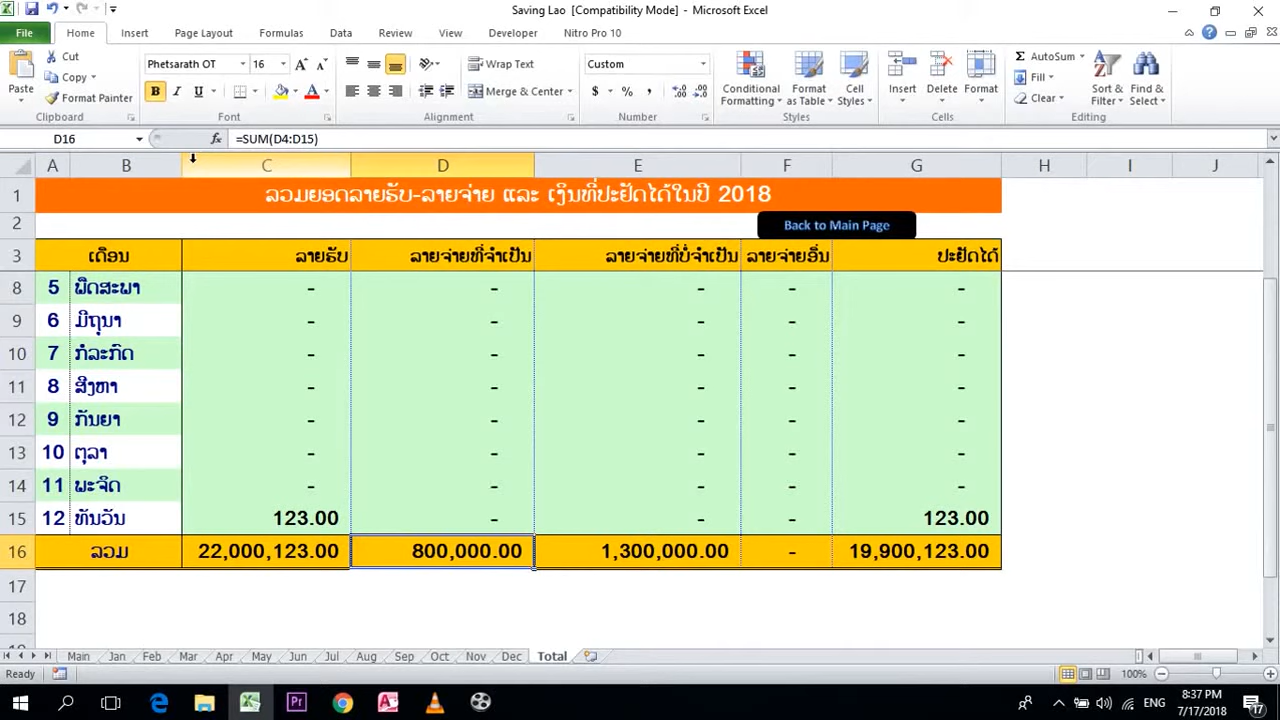 Saving Lao [Compatibility Mode] - Microsoft Excel
File Home Insert Page Layout Formulas Data Review View Developer Nitro Pro 10
Paste Cut Copy Format Painter Clipboard
Phetsarath OT 16 B I U Font
Wrap Text Merge & Center Alignment
Custom $ % , Number
Conditional Formatting Format as Table Cell Styles Styles
Insert Delete Format Cells
AutoSum Fill Clear Sort & Filter Find & Select Editing
D16 fx =SUM(D4:D15)
A B C D E F G H I J
1 ລວມຍອດລາຍຮັບ-ລາຍຈ່າຍ ແລະ ເງິນທີ່ປະຢັດໄດ້ໃນປີ 2018
2 Back to Main Page
3 ເດືອນ ລາຍຮັບ ລາຍຈ່າຍທີ່ຈຳເປັນ ລາຍຈ່າຍທີ່ບໍ່ຈຳເປັນ ລາຍຈ່າຍອື່ນ ປະຢັດໄດ້
8 5 ພຶດສະພາ - - - - -
9 6 ມີຖຸນາ - - - - -
10 7 ກໍລະກົດ - - - - -
11 8 ສິງຫາ - - - - -
12 9 ກັນຍາ - - - - -
13 10 ຕຸລາ - - - - -
14 11 ພະຈິດ - - - - -
15 12 ທັນວັນ 123.00 - - - 123.00
16 ລວມ 22,000,123.00 800,000.00 1,300,000.00 - 19,900,123.00
17
18
Main Jan Feb Mar Apr May Jun Jul Aug Sep Oct Nov Dec Total
Ready 100%
ENG 8:37 PM
7/17/2018 17